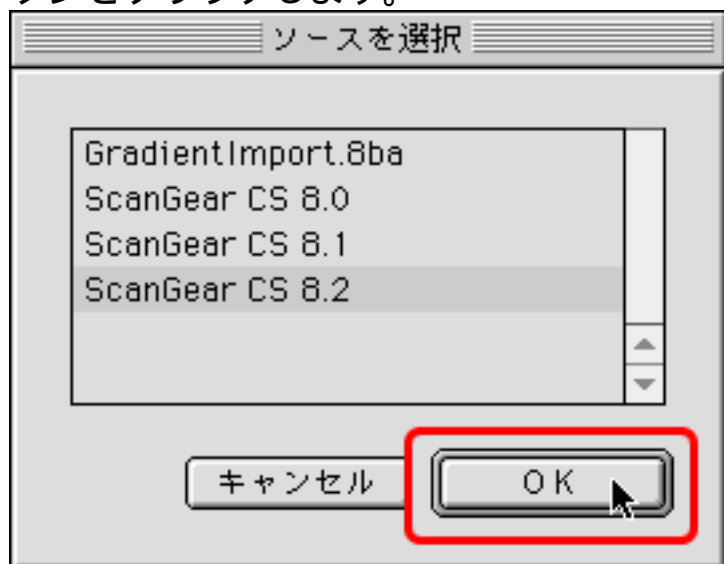 ソースを選択
GradientImport.8ba
ScanGear CS 8.0
ScanGear CS 8.1
ScanGear CS 8.2
キャンセル
OK